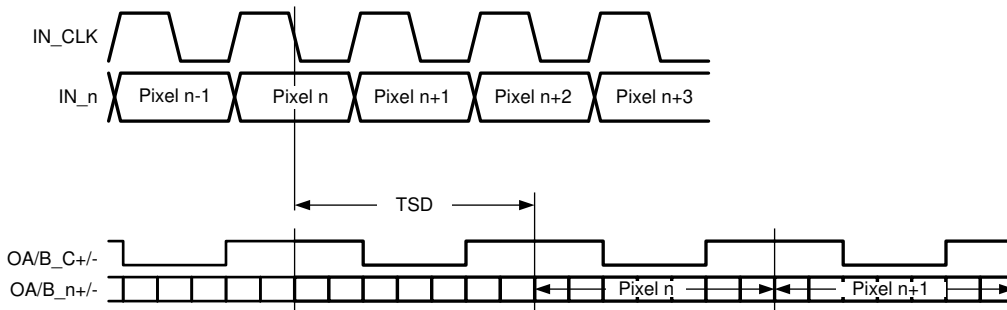 IN_CLK
IN_n
Pixel n-1
Pixel n
Pixel n+1
Pixel n+2
Pixel n+3
TSD
OA/B_C+/-
OA/B_n+/-
Pixel n
Pixel n+1